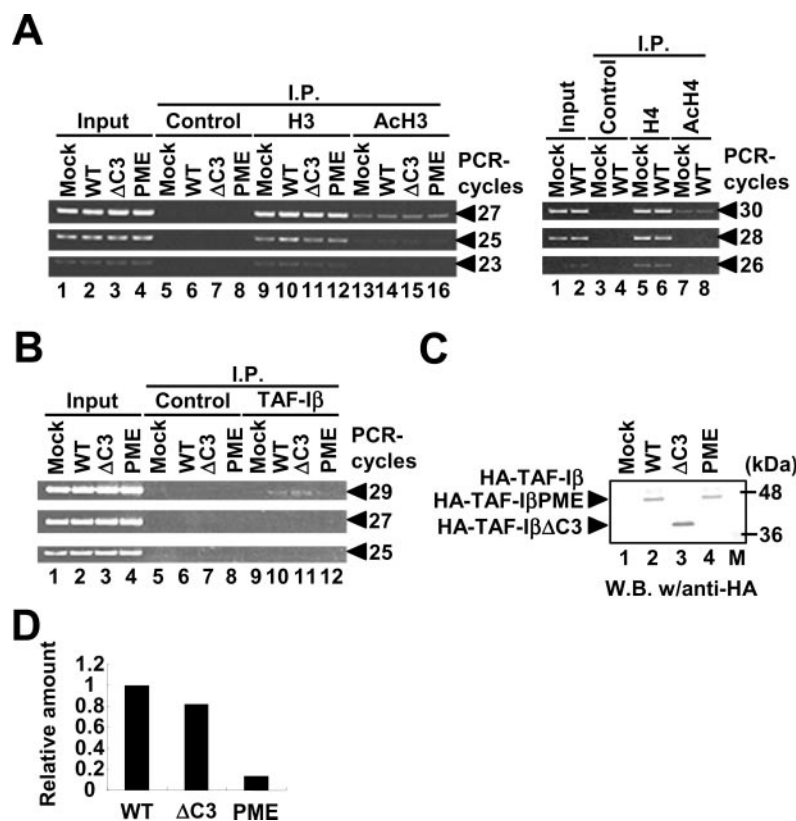 A
I.P.
Input Control H3 AcH3
Mock WT ΔC3 PME Mock WT ΔC3 PME Mock WT ΔC3 PME Mock WT ΔC3 PME
PCR-
cycles
27
25
23
1 2 3 4 5 6 7 8 9 10 11 12 13 14 15 16
I.P.
Input Control H4 AcH4
Mock WT Mock WT Mock WT Mock WT
PCR-
cycles
30
28
26
1 2 3 4 5 6 7 8
B
I.P.
Input Control TAF-Iβ
Mock WT ΔC3 PME Mock WT ΔC3 PME Mock WT ΔC3 PME
PCR-
cycles
29
27
25
1 2 3 4 5 6 7 8 9 10 11 12
C
Mock WT ΔC3 PME
(kDa)
HA-TAF-Iβ
HA-TAF-IβPME
HA-TAF-IβΔC3
48
36
1 2 3 4 M
W.B. w/anti-HA
D
Relative amount
1.2
1
0.8
0.6
0.4
0.2
0
WT ΔC3 PME